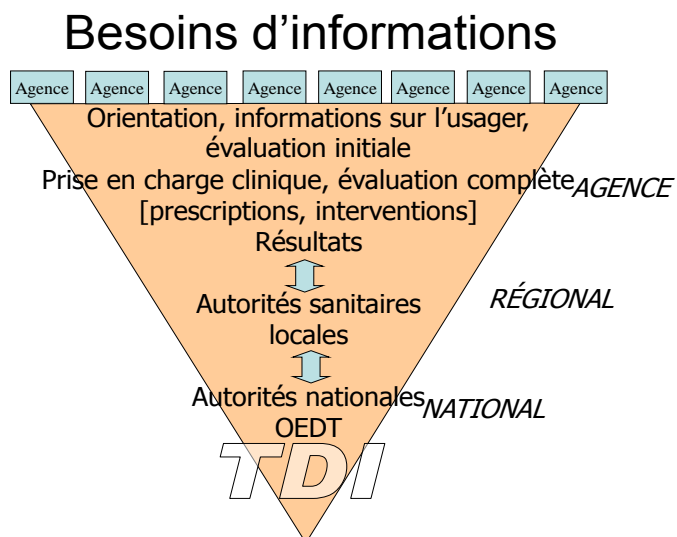 Besoins d'informations
Agence Agence Agence Agence Agence Agence Agence Agence
Orientation, informations sur l'usager,
évaluation initiale
Prise en charge clinique, évaluation complète
AGENCE
[prescriptions, interventions]
Résultats
Autorités sanitaires
locales
RÉGIONAL
Autorités nationales
NATIONAL
OEDT
TDI